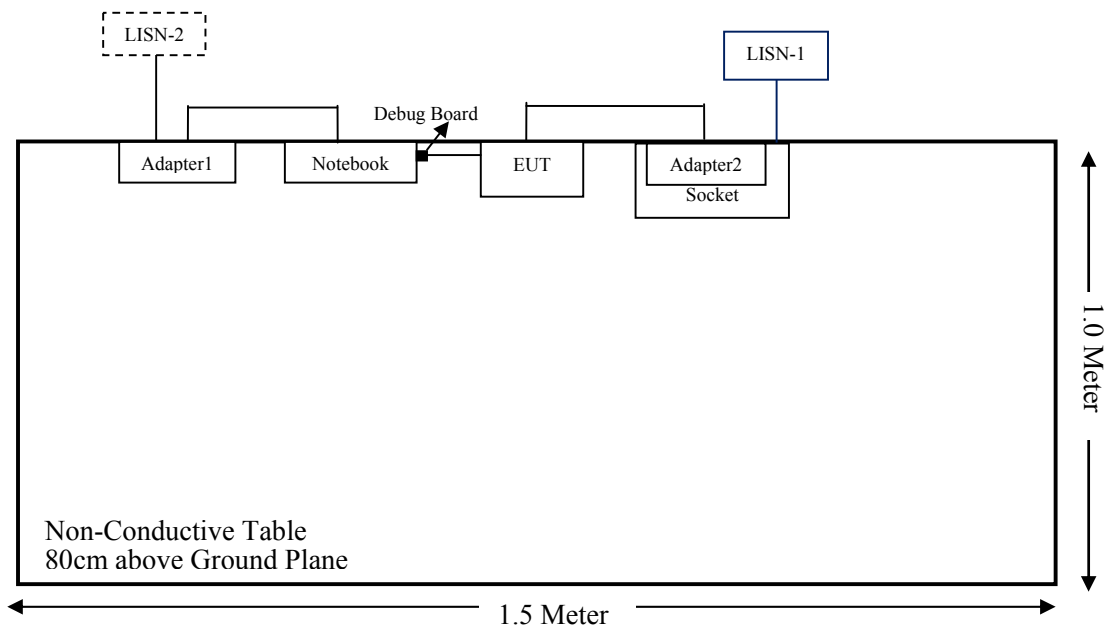 LISN-2
LISN-1
Debug Board
Adapter1
Notebook
EUT
Adapter2
Socket
1.0 Meter
Non-Conductive Table
80cm above Ground Plane
1.5 Meter